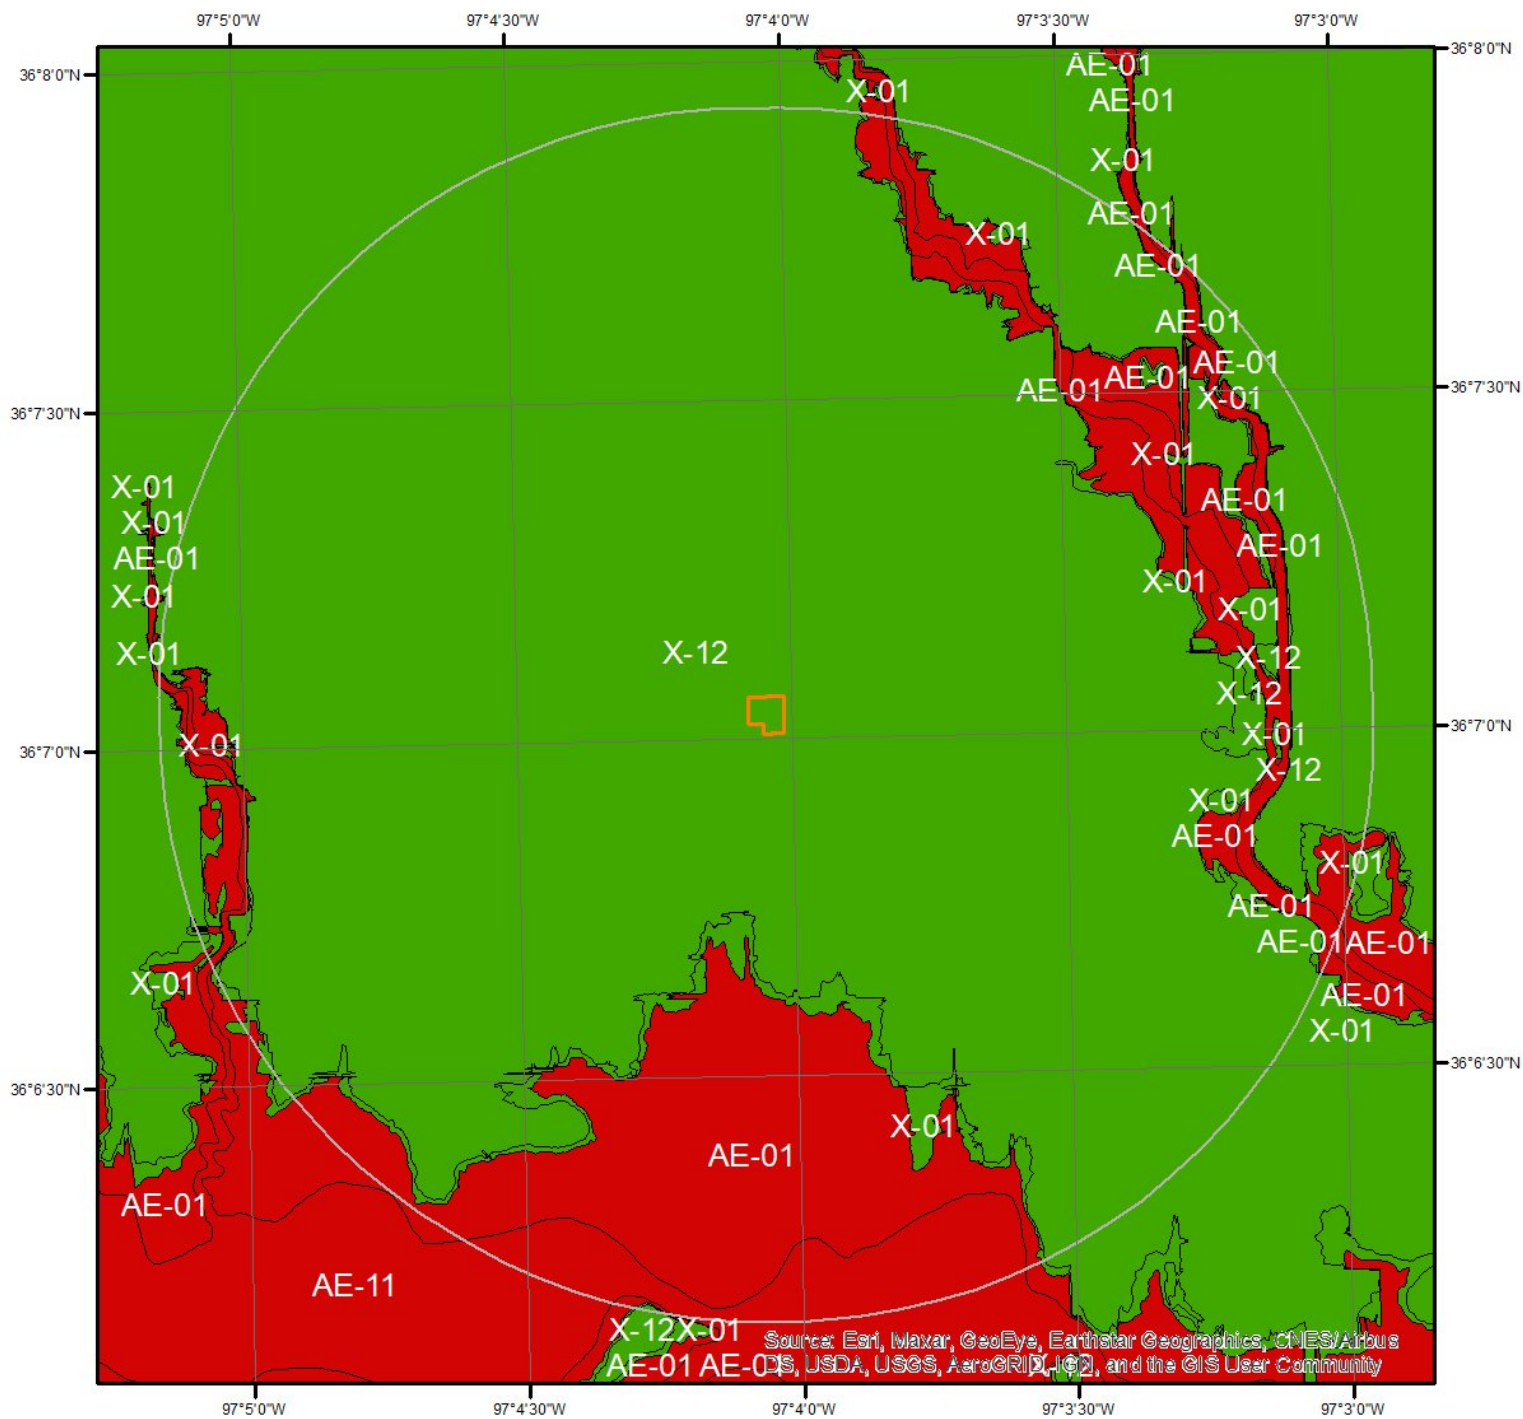 97°5'0"W 97°4'30"W 97°4'0"W 97°3'30"W 97°3'0"W
36°8'0"N
36°8'0"N
AE-01
X-01
AE-01
X-01
AE-01
X-01
AE-01
AE-01
AE-01
AE-01
AE-01
36°7'30"N
X-01
36°7'30"N
X-01
X-01
AE-01
X-01
AE-01
AE-01
X-01
X-01
X-01
X-01
X-12
X-12
X-12
X-01
X-01
36°7'0"N
36°7'0"N
X-12
X-01
AE-01
X-01
AE-01
AE-01 AE-01
X-01
AE-01
X-01
36°6'30"N
36°6'30"N
X-01
AE-01
AE-01
AE-11
X-12 X-01
Source: Esri, Maxar, GeoEye, Earthstar Geographics, CNES/Airbus
AE-01
DS, USDA, USGS, AeroGRID, IGN, and the GIS User Community
97°5'0"W 97°4'30"W 97°4'0"W 97°3'30"W 97°3'0"W